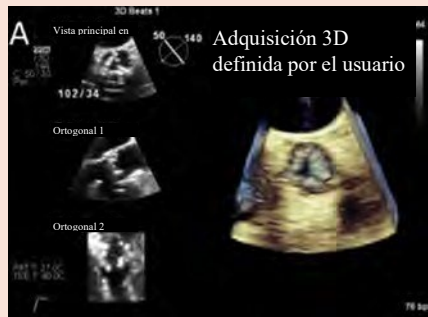 3D Beats 1
A
Vista principal en
50
140
102/34
Adquisición 3D
definida por el usuario
Ortogonal 1
Ortogonal 2